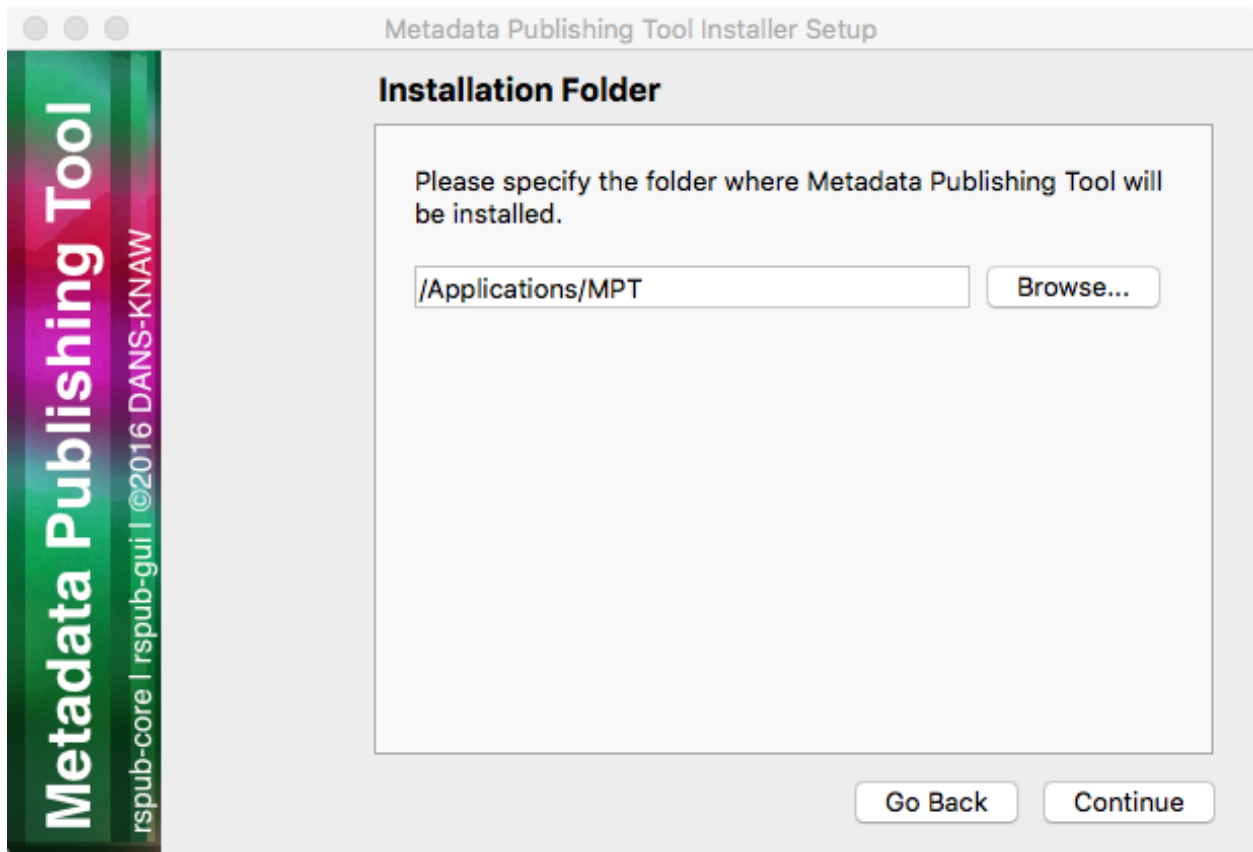 Metadata Publishing Tool Installer Setup
Metadata Publishing Tool
rspub-core | rspub-gui | ©2016 DANS-KNAW
Installation Folder
Please specify the folder where Metadata Publishing Tool will
be installed.
/Applications/MPT
Browse...
Go Back
Continue